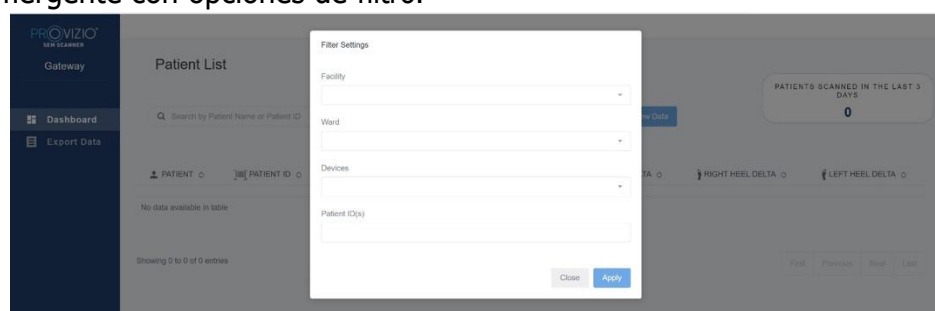 emergente con opciones de filtro.
PROVIZIO
SEM SCANNER
Gateway
Dashboard
Export Data
Patient List
Search by Patient Name or Patient ID
PATIENT
PATIENT ID
No data available in table
Showing 0 to 0 of 0 entries
Filter Settings
Facility
Ward
Devices
Patient ID(s)
Close
Apply
Data
PATIENTS SCANNED IN THE LAST 3
DAYS
0
RIGHT HEEL DELTA
LEFT HEEL DELTA
First
Previous
Next
Last